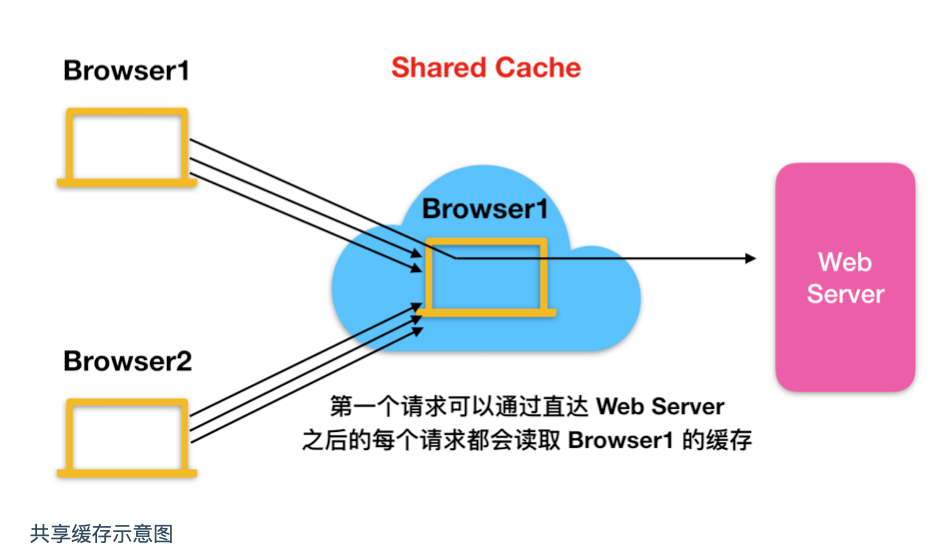 Shared Cache
Browser1
Browser1
Web
Server
Browser2
第一个请求可以通过直达 Web Server
之后的每个请求都会读取 Browser1 的缓存
共享缓存示意图